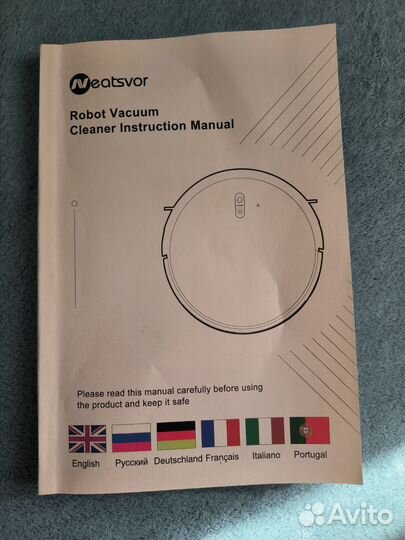 Neatsvor
Robot Vacuum
Cleaner Instruction Manual
Please read this manual carefully before using
the product and keep it safe
English Русский Deutschland Français Italiano Portugal
Avito